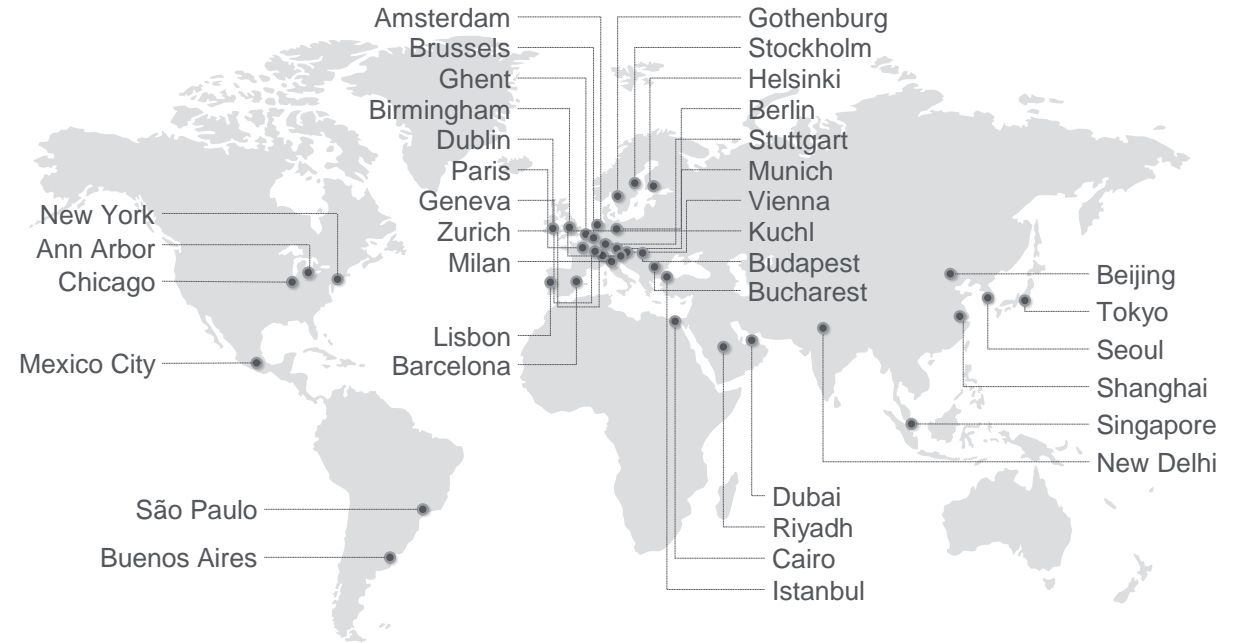 Amsterdam
Brussels
Ghent
Birmingham
Dublin
Paris
Geneva
Zurich
Milan
Lisbon
Barcelona
Gothenburg
Stockholm
Helsinki
Berlin
Stuttgart
Munich
Vienna
Kuchl
Budapest
Bucharest
New York
Ann Arbor
Chicago
Mexico City
São Paulo
Buenos Aires
Beijing
Tokyo
Seoul
Shanghai
Singapore
New Delhi
Dubai
Riyadh
Cairo
Istanbul